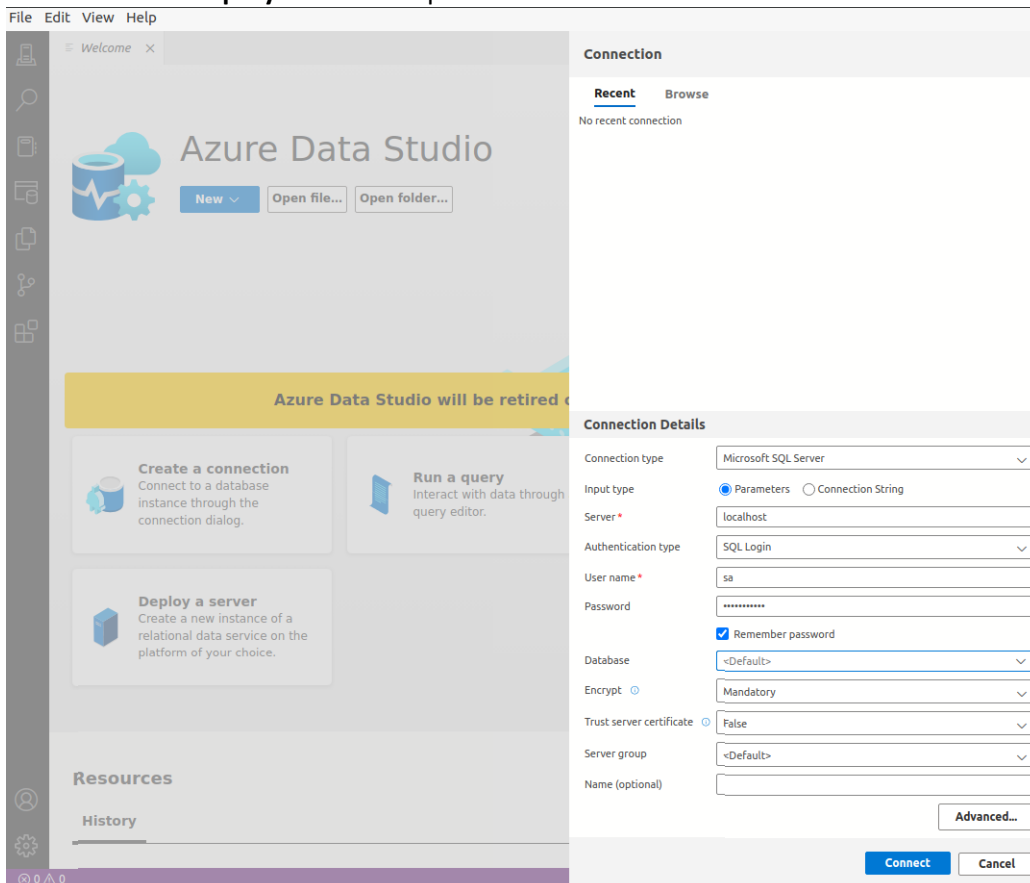 File Edit View Help
Welcome
Azure Data Studio
New
Open file...
Open folder...
Azure Data Studio will be retired
Create a connection
Connect to a database
instance through the
connection dialog.
Run a query
Interact with data through
query editor.
Deploy a server
Create a new instance of a
relational data service on the
platform of your choice.
Resources
History
0 0
Connection
Recent Browse
No recent connection
Connection Details
Connection type Microsoft SQL Server
Input type Parameters Connection String
Server * localhost
Authentication type SQL Login
User name * sa
Password •••••••••••
Remember password
Database <Default>
Encrypt Mandatory
Trust server certificate False
Server group <Default>
Name (optional)
Advanced...
Connect Cancel